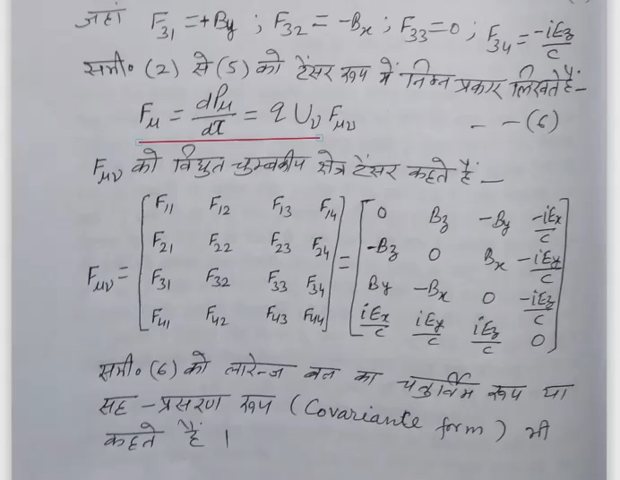 जहां F₃₁ = +By ; F₃₂ = -Bx ; F₃₃ = 0 ; F₃₄ = -iEz/c
समी॰ (2) से (5) को टेंसर रूप में निम्न प्रकार लिखते हैं-
Fμ = dPμ/dτ = q Uν Fμν - - (6)
Fμν को विद्युत चुम्बकीय क्षेत्र टेंसर कहते हैं -
Fμν = [F₁₁ F₁₂ F₁₃ F₁₄] = [0 Bz -By -iEx/c]
[F₂₁ F₂₂ F₂₃ F₂₄] [-Bz 0 Bx -iEy/c]
[F₃₁ F₃₂ F₃₃ F₃₄] [By -Bx 0 -iEz/c]
[F₄₁ F₄₂ F₄₃ F₄₄] [iEx/c iEy/c iEz/c 0]
समी॰ (6) को लारेन्ज बल का चतुर्विम रूप या
सह-प्रसरण रूप (Covariante form) भी
कहते हैं ।